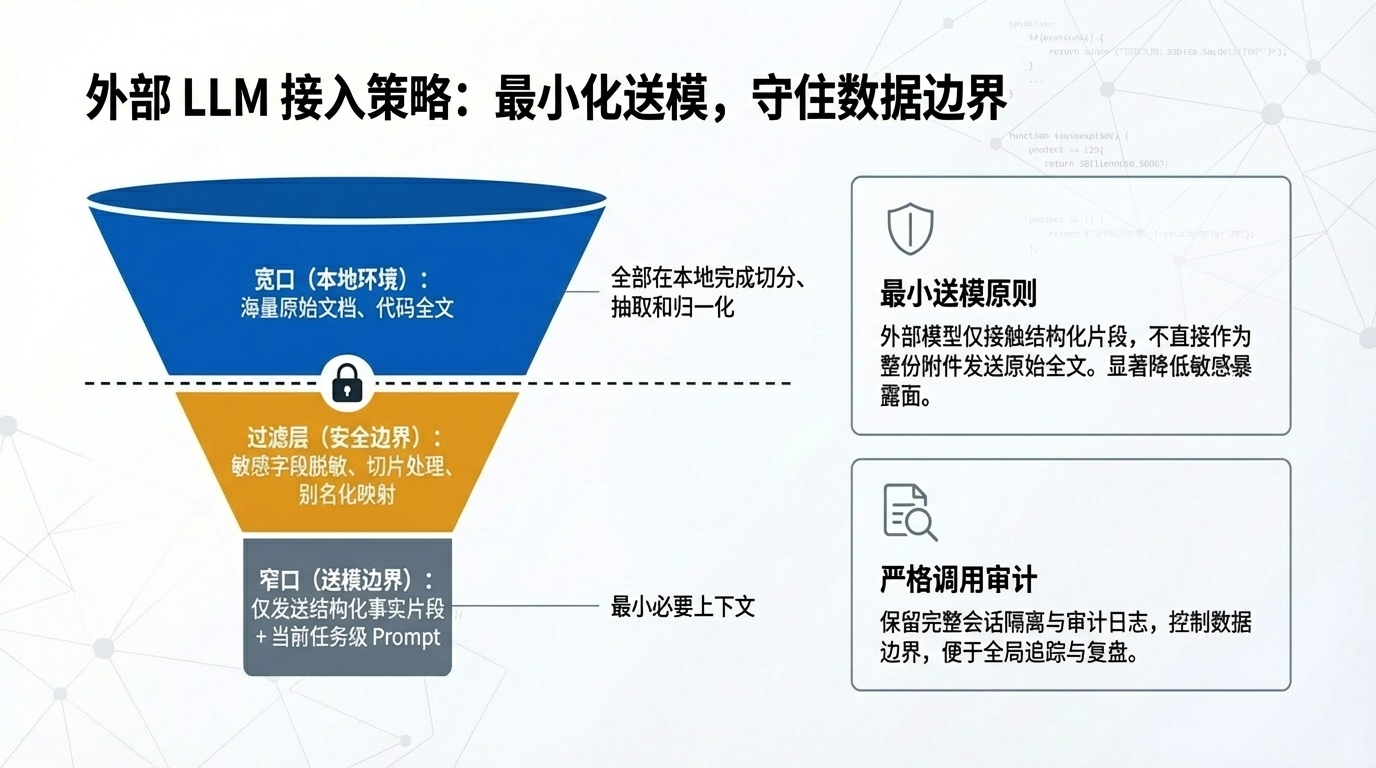 外部 LLM 接入策略：最小化送模，守住数据边界
宽口（本地环境）：
海量原始文档、代码全文
全部在本地完成切分、
抽取和归一化
过滤层（安全边界）：
敏感字段脱敏、切片处理、
别名化映射
窄口（送模边界）：
仅发送结构化事实片段
+ 当前任务级 Prompt
最小必要上下文
最小送模原则
外部模型仅接触结构化片段，不直接作为
整份附件发送原始全文。显著降低敏感暴
露面。
严格调用审计
保留完整会话隔离与审计日志，控制数据
边界，便于全局追踪与复盘。